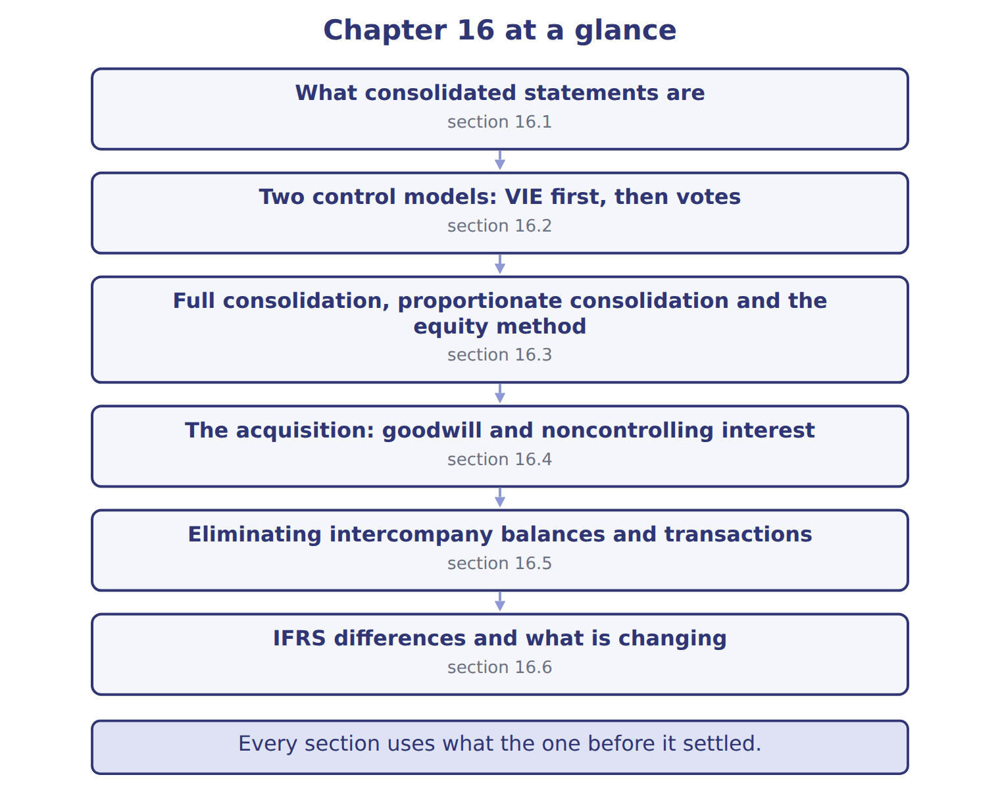 Chapter 16 at a glance
What consolidated statements are
section 16.1
Two control models: VIE first, then votes
section 16.2
Full consolidation, proportionate consolidation and the
equity method
section 16.3
The acquisition: goodwill and noncontrolling interest
section 16.4
Eliminating intercompany balances and transactions
section 16.5
IFRS differences and what is changing
section 16.6
Every section uses what the one before it settled.